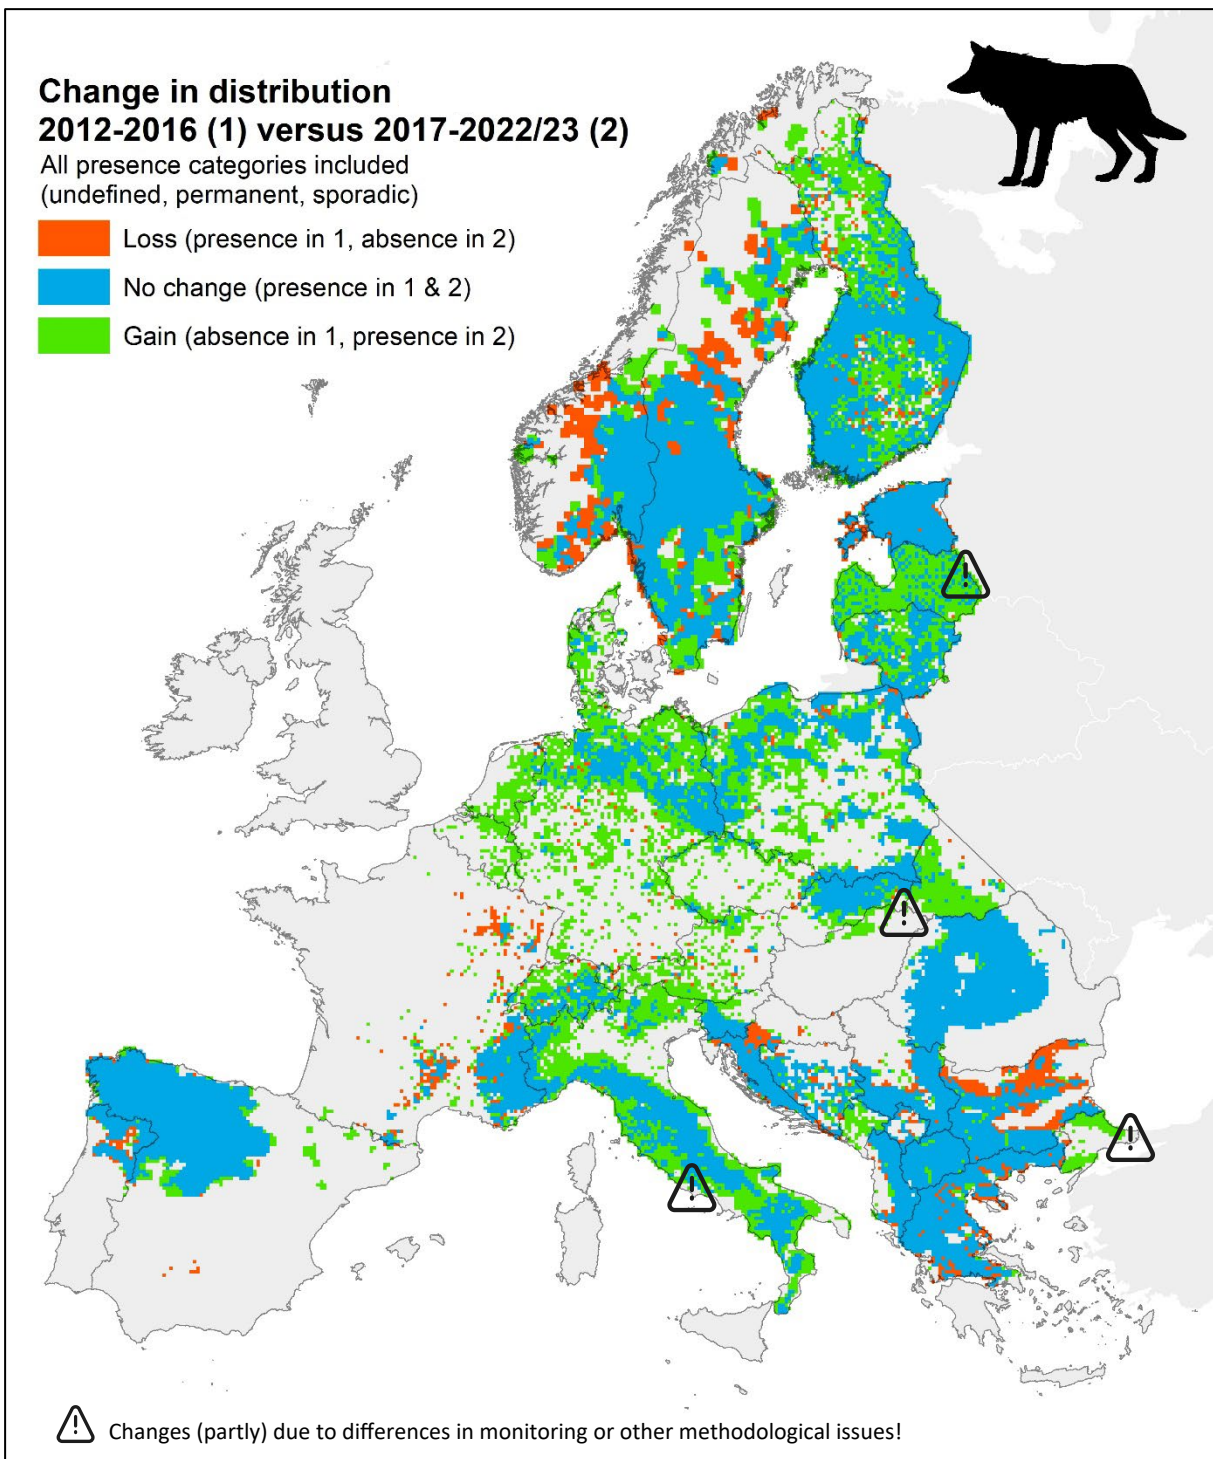 Change in distribution
2012-2016 (1) versus 2017-2022/23 (2)
All presence categories included
(undefined, permanent, sporadic)
Loss (presence in 1, absence in 2)
No change (presence in 1 & 2)
Gain (absence in 1, presence in 2)
Changes (partly) due to differences in monitoring or other methodological issues!